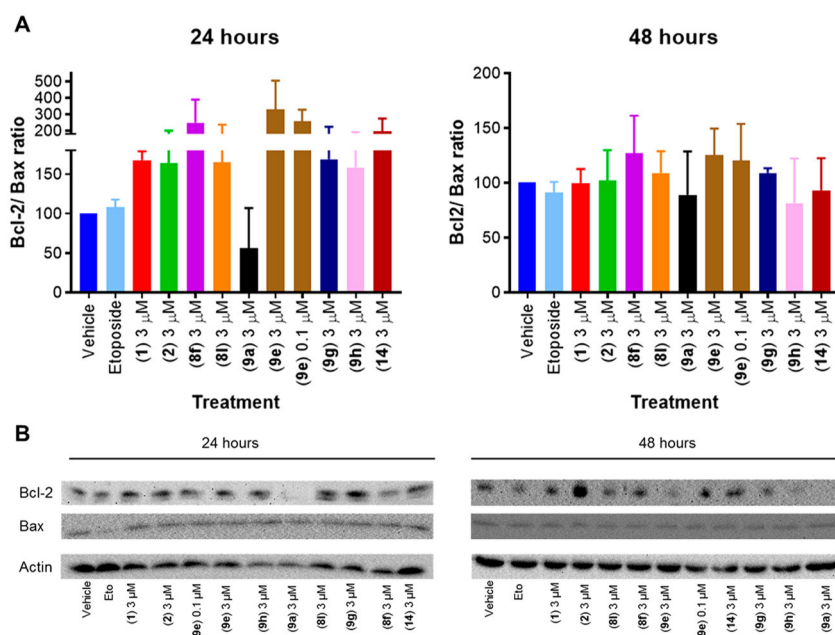 A
24 hours
48 hours
Bcl-2/ Bax ratio
500
400
300
200
150
100
50
0
Vehicle
Etoposide
(1) 3 μM
(2) 3 μM
(8f) 3 μM
(8l) 3 μM
(9a) 3 μM
(9e) 3 μM
(9e) 0.1 μM
(9g) 3 μM
(9h) 3 μM
(14) 3 μM
Treatment
Bcl2/ Bax ratio
200
150
100
50
0
Vehicle
Etoposide
(1) 3 μM
(2) 3 μM
(8f) 3 μM
(8l) 3 μM
(9a) 3 μM
(9e) 3 μM
(9e) 0.1 μM
(9g) 3 μM
(9h) 3 μM
(14) 3 μM
Treatment
B
24 hours
48 hours
Bcl-2
Bax
Actin
Vehicle
Eto
(1) 3 μM
(2) 3 μM
9e) 0.1 μM
(9e) 3 μM
(9h) 3 μM
(9a) 3 μM
(8l) 3 μM
(9g) 3 μM
(8f) 3 μM
(14) 3 μM
Vehicle
Eto
(1) 3 μM
(2) 3 μM
(8l) 3 μM
(8f) 3 μM
(9e) 3 μM
(9e) 0.1 μM
(14) 3 μM
(9g) 3 μM
(9h) 3 μM
(9a) 3 μM